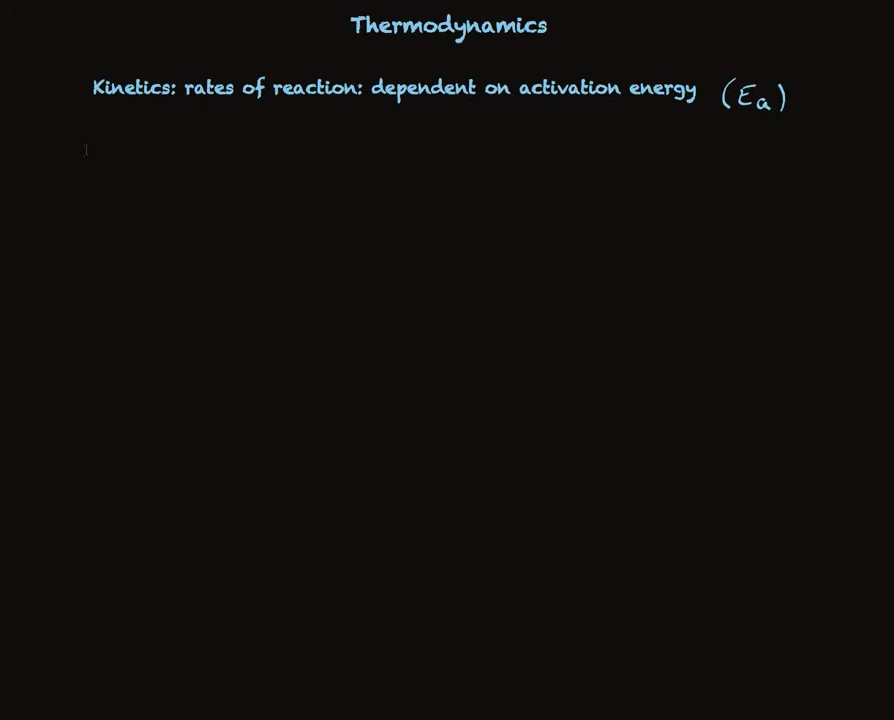 Thermodynamics
Kinetics: rates of reaction: dependent on activation energy (Ea)